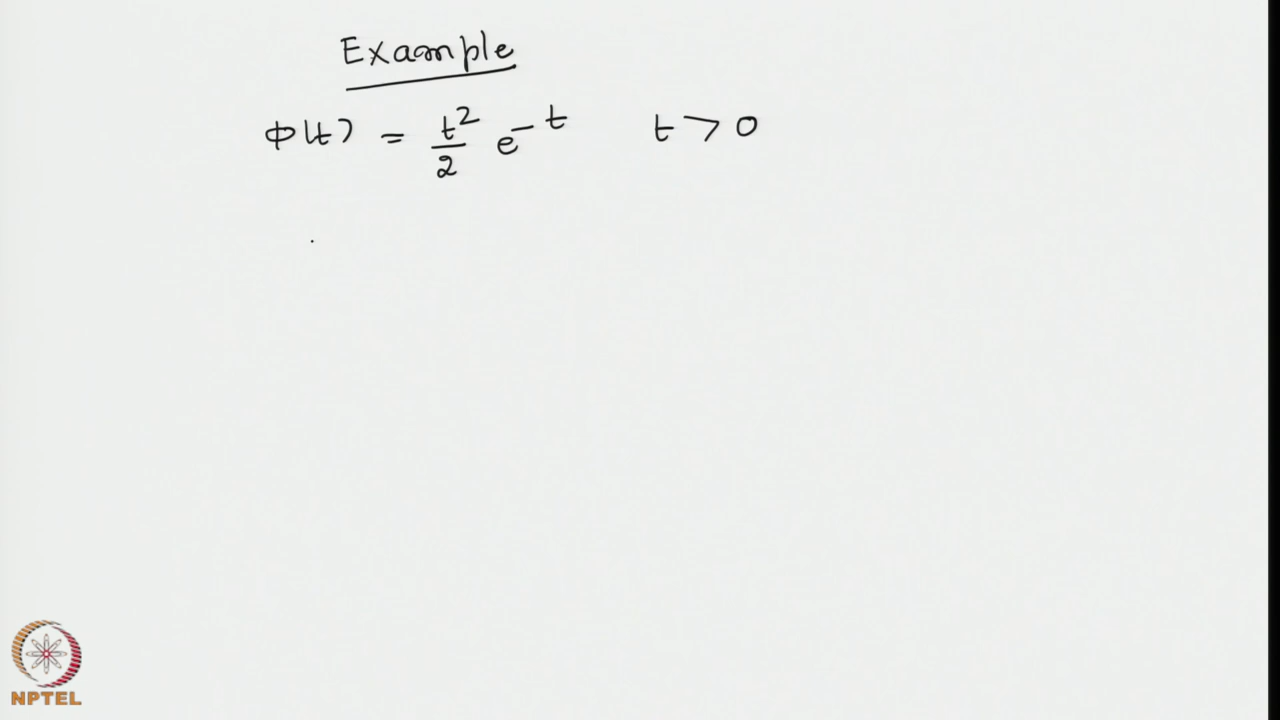 Example
φ(t) = t²/2 e^-t t > 0
NPTEL